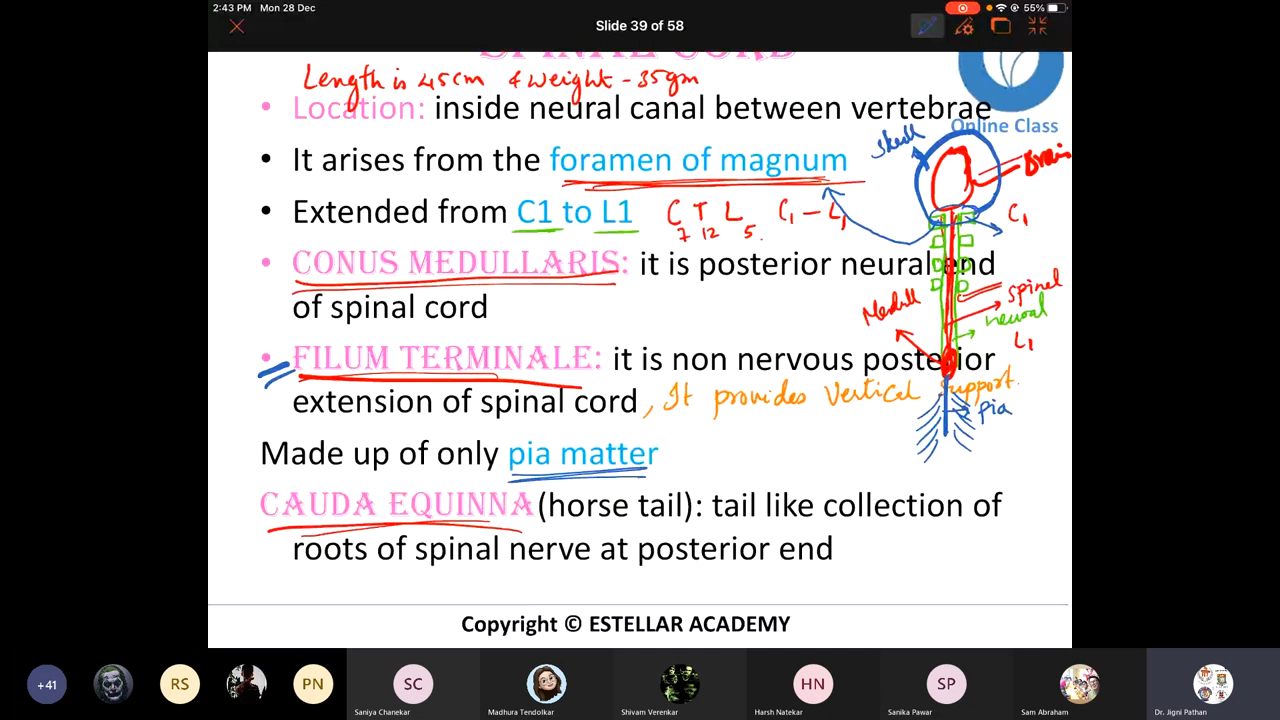 2:43 PM Mon 28 Dec
55%
Slide 39 of 58
SPINAL CORD
Length is 45cm & weight - 35gm
• Location: inside neural canal between vertebrae
Online Class
Skull
Brain
• It arises from the foramen of magnum
• Extended from C1 to L1 C T L C1 – L1
7 12 5.
C1
• CONUS MEDULLARIS: it is posterior neural end
of spinal cord
Medull
spinal
neural
L1
• FILUM TERMINALE: it is non nervous posterior
extension of spinal cord, It provides vertical support.
pia
Made up of only pia matter
CAUDA EQUINNA(horse tail): tail like collection of
roots of spinal nerve at posterior end
Copyright © ESTELLAR ACADEMY
+41 RS PN SC HN SP
Saniya Chanekar Madhura Tendolkar Shivam Verenkar Harsh Natekar Sanika Pawar Sam Abraham Dr. Jigni Pathan